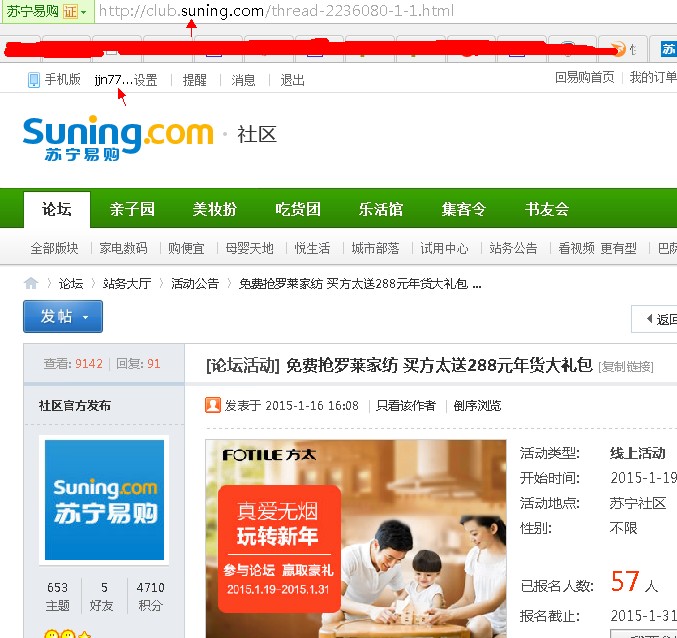 苏宁易购 证 http://club.suning.com/thread-2236080-1-1.html
手机版 jjn77... 设置 提醒 消息 退出 回易购首页 我的订单
Suning.com · 社区
苏宁易购
论坛 亲子园 美妆扮 吃货团 乐活馆 集客令 书友会
全部版块 家电数码 购便宜 母婴天地 悦生活 城市部落 试用中心 站务公告 看视频 更有型
论坛 站务大厅 活动公告 免费抢罗莱家纺 买方太送288元年货大礼包 ...
发帖 返回
查看: 9142 回复: 91 [论坛活动] 免费抢罗莱家纺 买方太送288元年货大礼包 [复制链接]
社区官方发布 发表于 2015-1-16 16:08 只看该作者 倒序浏览
Suning.com
苏宁易购
653 5 4710
主题 好友 积分
FOTILE 方太
真爱无烟
玩转新年
参与论坛 赢取豪礼
2015.1.19-2015.1.31
活动类型: 线上活动
开始时间: 2015-1-19
活动地点: 苏宁社区
性别: 不限
已报名人数: 57 人
报名截止: 2015-1-31